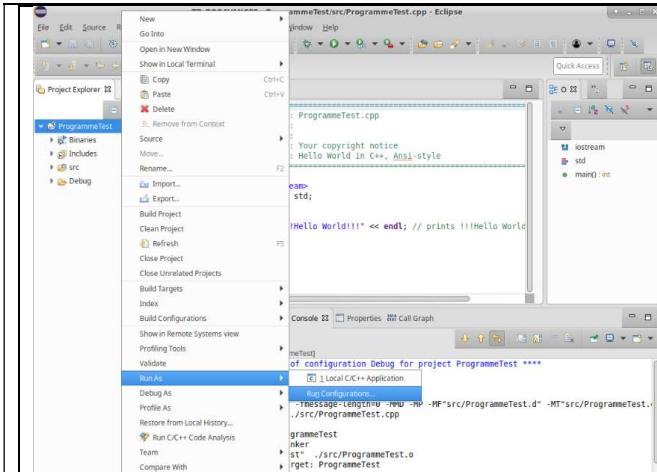 ammeTest/src/ProgrammeTest.cpp - Eclipse
File Edit Source
Window Help
Quick Access
Project Explorer
ProgrammeTest
Binaries
Includes
src
Debug
New
Go Into
Open in New Window
Show in Local Terminal
Copy Ctrl+C
Paste Ctrl+V
Delete
Remove from Context
Source
Move...
Rename... F2
Import...
Export...
Build Project
Clean Project
Refresh F5
Close Project
Close Unrelated Projects
Build Targets
Index
Build Configurations
Show in Remote Systems view
Profiling Tools
Validate
Run As
Debug As
Profile As
Restore from Local History...
Run C/C++ Code Analysis
Team
Compare With
1 Local C/C++ Application
Run Configurations...
: ProgrammeTest.cpp
:
:
: Your copyright notice
: Hello World in C++, Ansi-style
eam>
std;
!Hello World!!!" << endl; // prints !!!Hello World
iostream
std
main() : int
Console Properties Call Graph
meTest]
of configuration Debug for project ProgrammeTest ****
-fmessage-length=0 -MMD -MP -MF"src/ProgrammeTest.d" -MT"src/ProgrammeTest.
./src/ProgrammeTest.cpp
grammeTest
nker
st" ./src/ProgrammeTest.o
rget: ProgrammeTest